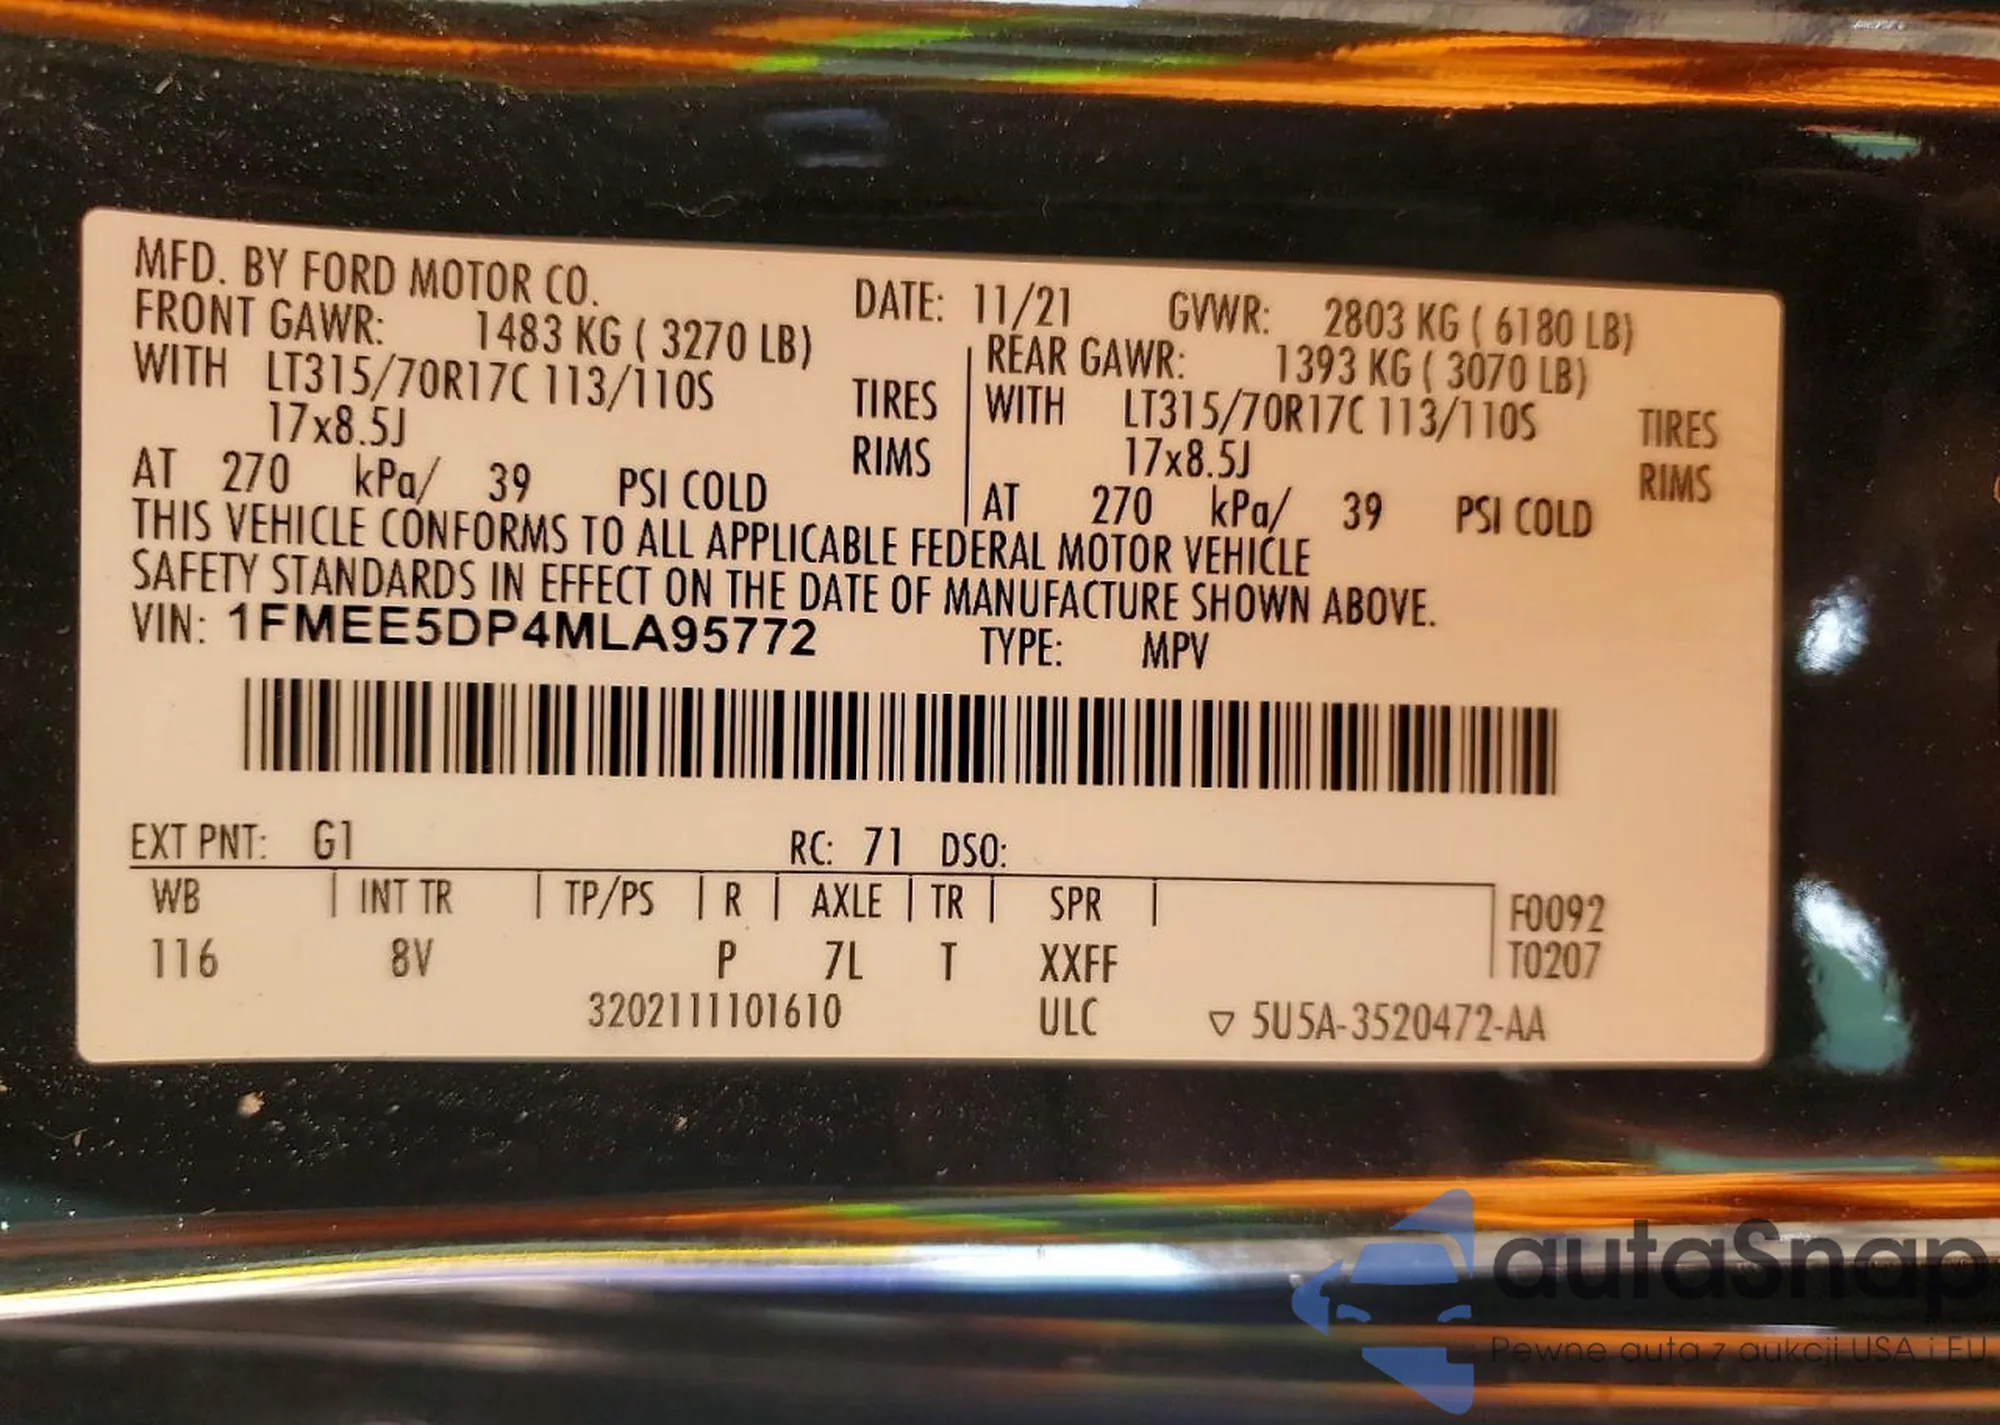 MFD. BY FORD MOTOR CO. DATE: 11/21 GVWR: 2803 KG ( 6180 LB)
FRONT GAWR: 1483 KG ( 3270 LB) REAR GAWR: 1393 KG ( 3070 LB)
WITH LT315/70R17C 113/110S TIRES WITH LT315/70R17C 113/110S TIRES
17x8.5J RIMS 17x8.5J RIMS
AT 270 kPa/ 39 PSI COLD AT 270 kPa/ 39 PSI COLD
THIS VEHICLE CONFORMS TO ALL APPLICABLE FEDERAL MOTOR VEHICLE
SAFETY STANDARDS IN EFFECT ON THE DATE OF MANUFACTURE SHOWN ABOVE.
VIN: 1FMEE5DP4MLA95772 TYPE: MPV
EXT PNT: G1 RC: 71 DSO:
WB INT TR TP/PS R AXLE TR SPR F0092
116 8V P 7L T XXFF T0207
3202111101610 ULC ▽ 5U5A-3520472-AA
autaSnap
Pewne auta z aukcji USA i EU